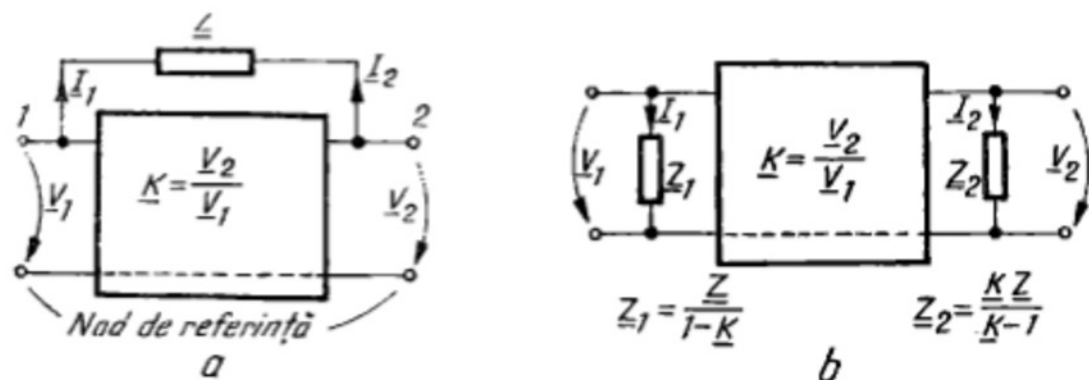 Z
I1
I2
1
2
K = V2/V1
V1
V2
Nod de referință
a
I1
I2
K = V2/V1
V1
Z1
Z2
V2
Z1 = Z/(1-K)
Z2 = K Z/(K-1)
b